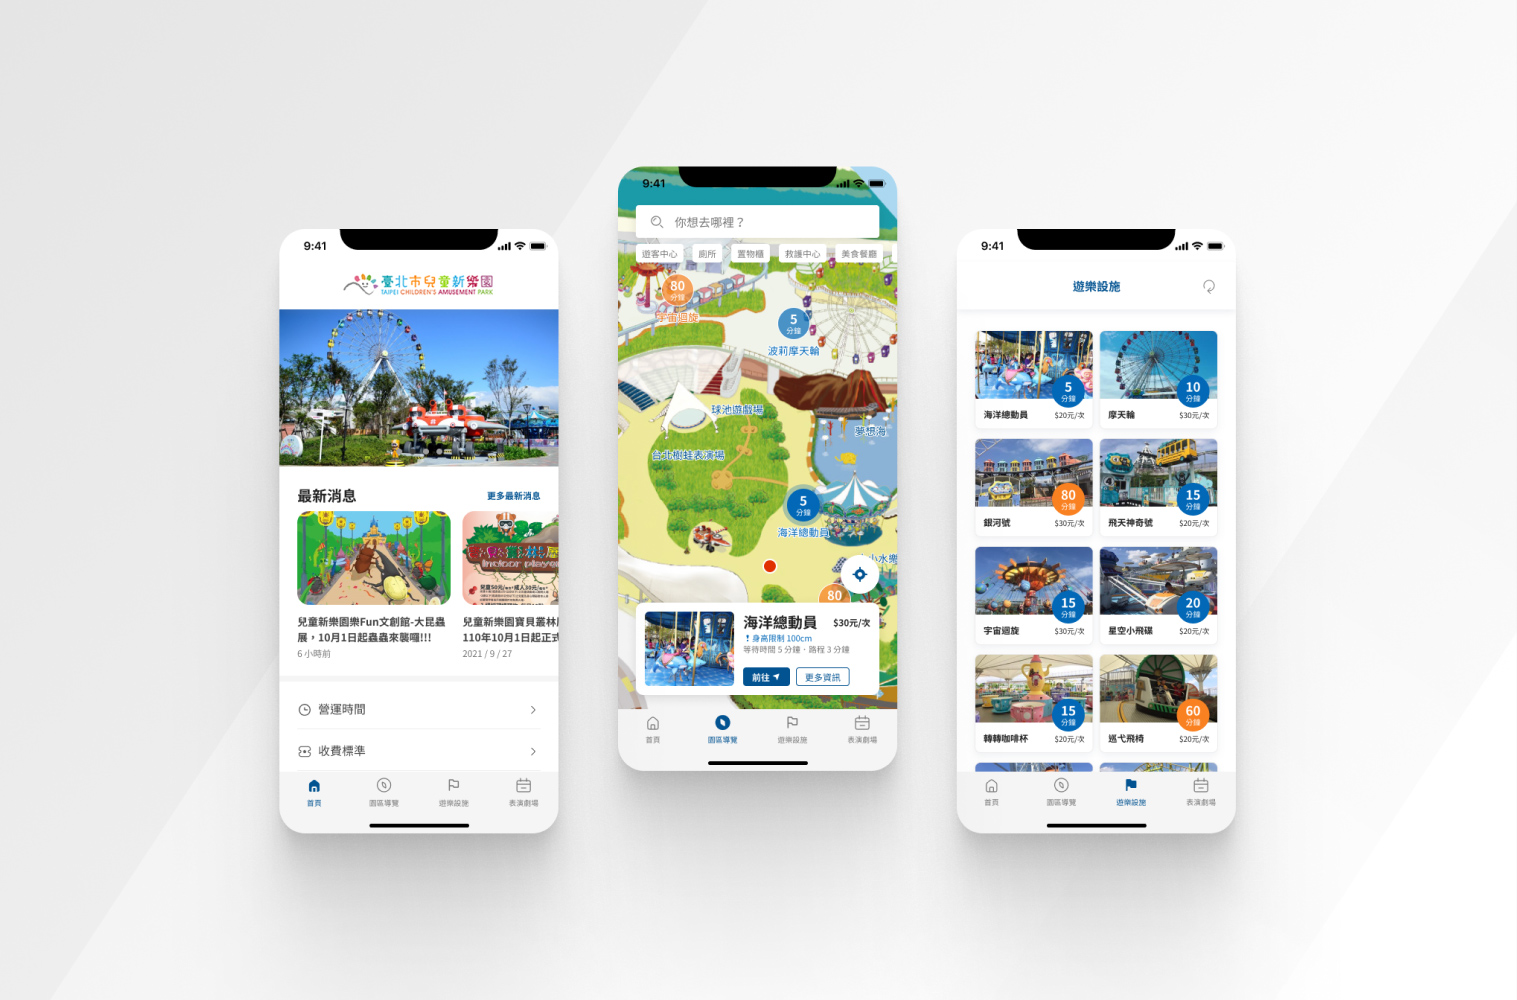 9:41
臺北市兒童新樂園
TAIPEI CHILDREN'S AMUSEMENT PARK
最新消息
更多最新消息
兒童新樂園樂Fun文創館-大昆蟲
展，10月1日起蟲蟲來襲囉!!!
6 小時前
兒童新樂園寶貝叢林
110年10月1日起正式
2021 / 9 / 27
營運時間
收費標準
首頁
園區導覽
遊樂設施
表演劇場
9:41
你想去哪裡？
遊客中心
廁所
置物櫃
救護中心
美食餐廳
80
分鐘
宇宙迴旋
5
分鐘
波莉摩天輪
球池遊戲場
夢想海
台北樹蛙表演場
5
分鐘
海洋總動員
小水樂
80
海洋總動員
$30元/次
身高限制 100cm
等待時間 5 分鐘・路程 3 分鐘
前往
更多資訊
首頁
園區導覽
遊樂設施
表演劇場
9:41
遊樂設施
5
分鐘
海洋總動員
$20元/次
10
分鐘
摩天輪
$30元/次
80
分鐘
銀河號
$30元/次
15
分鐘
飛天神奇號
$20元/次
15
分鐘
宇宙迴旋
$30元/次
20
分鐘
星空小飛碟
$20元/次
15
分鐘
轉轉咖啡杯
$20元/次
60
分鐘
巡弋飛椅
$20元/次
首頁
園區導覽
遊樂設施
表演劇場